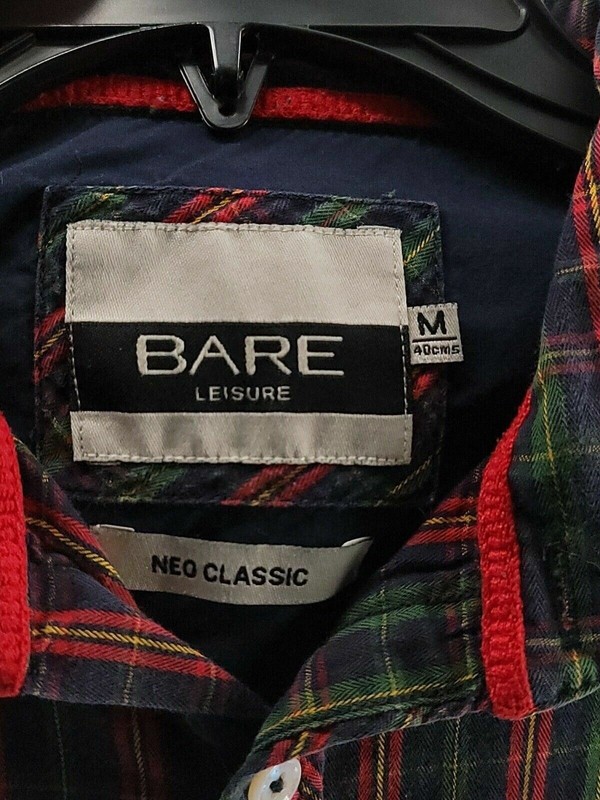 BARE
LEISURE
M
40cms
NEO CLASSIC